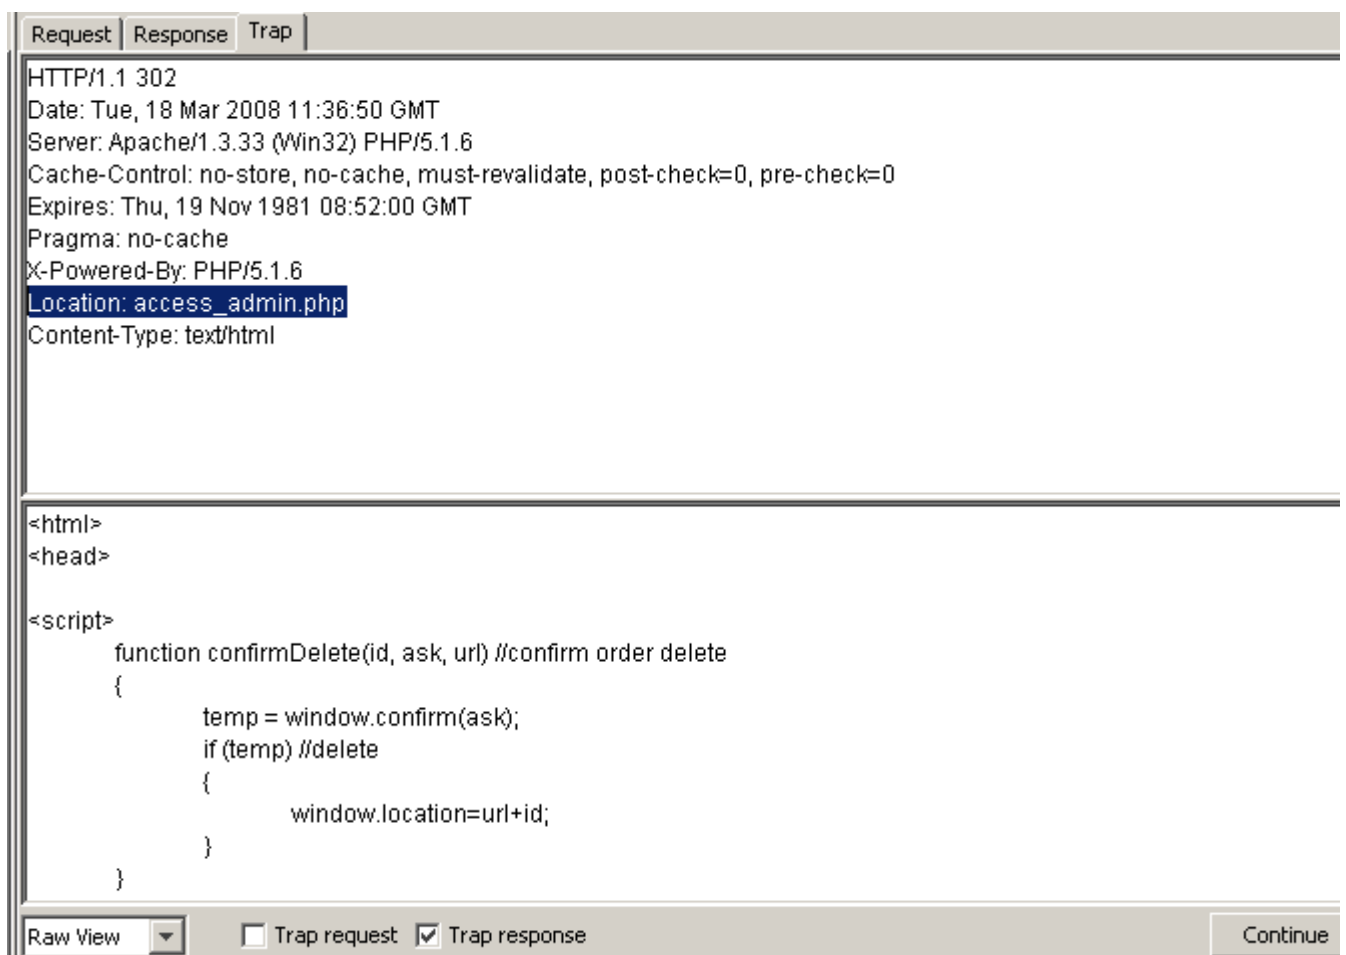 Request Response Trap
HTTP/1.1 302
Date: Tue, 18 Mar 2008 11:36:50 GMT
Server: Apache/1.3.33 (Win32) PHP/5.1.6
Cache-Control: no-store, no-cache, must-revalidate, post-check=0, pre-check=0
Expires: Thu, 19 Nov 1981 08:52:00 GMT
Pragma: no-cache
X-Powered-By: PHP/5.1.6
Location: access_admin.php
Content-Type: text/html
<html>
<head>
<script>
function confirmDelete(id, ask, url) //confirm order delete
{
temp = window.confirm(ask);
if (temp) //delete
{
window.location=url+id;
}
}
Raw View Trap request Trap response Continue